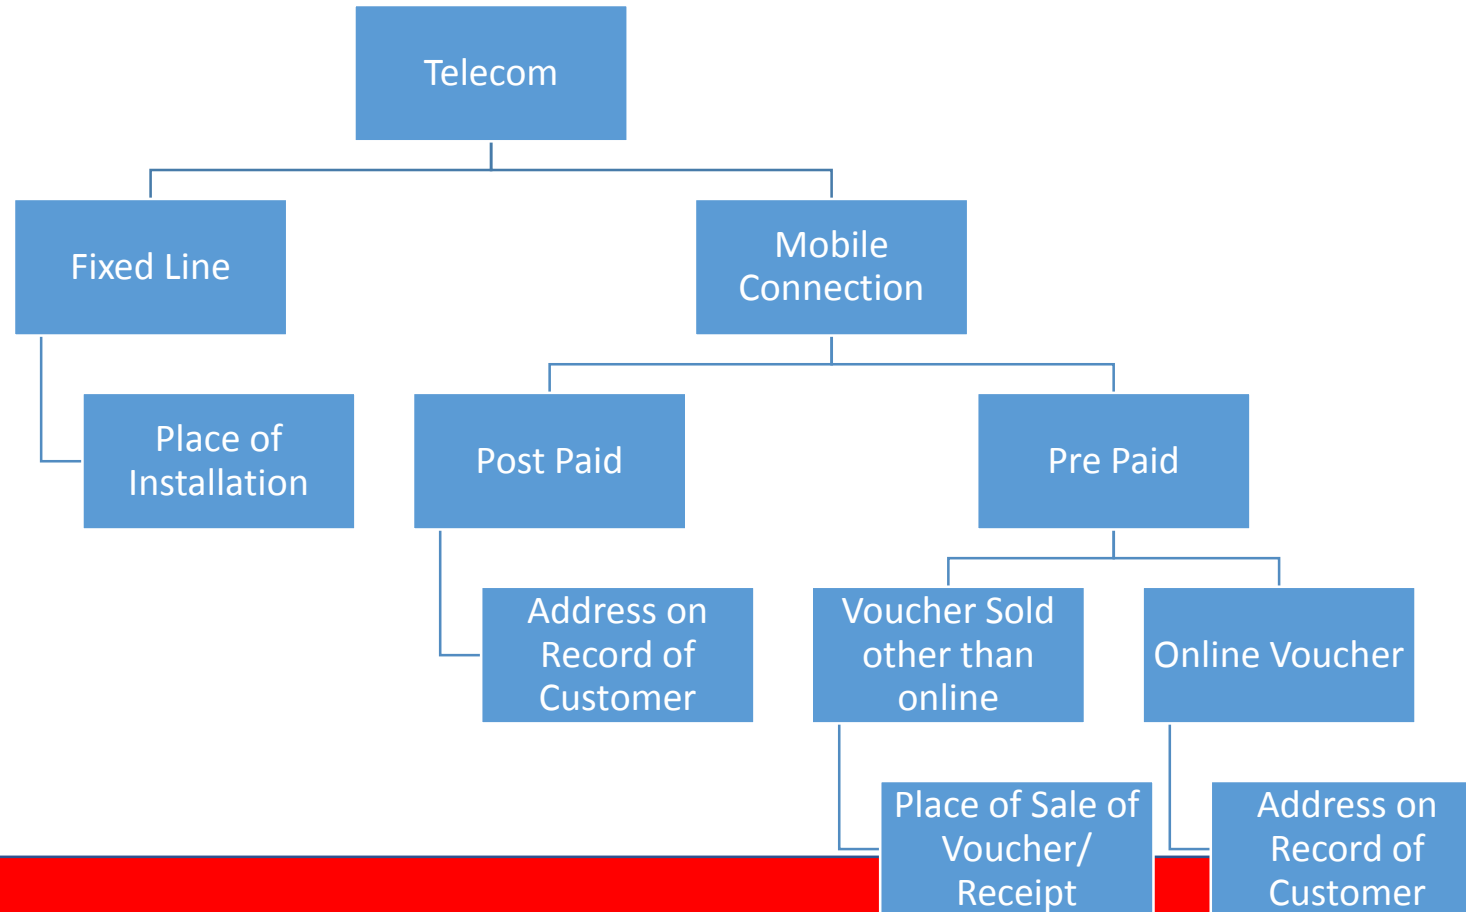 Telecom
Fixed Line
Mobile
Connection
Place of
Installation
Post Paid
Pre Paid
Address on
Record of
Customer
Voucher Sold
other than
online
Online Voucher
Place of Sale of
Voucher/
Receipt
Address on
Record of
Customer